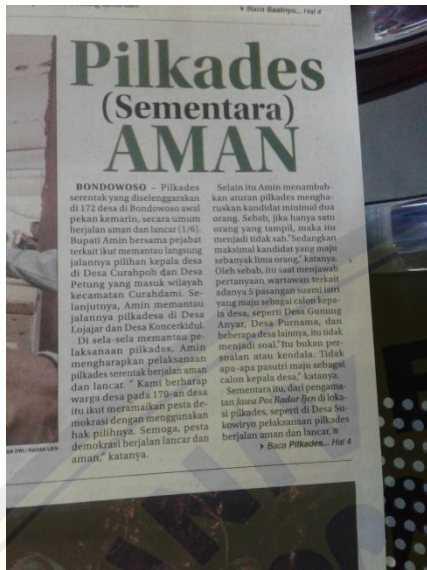 ▸ Baca Saatnya... Hal 4
Pilkades
(Sementara)
AMAN
BONDOWOSO – Pilkades
serentak yang diselenggarakan
di 172 desa di Bondowoso awal
pekan kemarin, secara umum
berjalan aman dan lancar (1/6).
Bupati Amin bersama pejabat
terkait ikut memantau langsung
jalannya pilihan kepala desa
di Desa Curahpoh dan Desa
Petung yang masuk wilayah
kecamatan Curahdami. Se-
lanjutnya, Amin memantau
jalannya pilkadesa di Desa
Lojajar dan Desa Koncerkidul.
Di sela-sela memantau pe-
laksanaan pilkades, Amin
mengharapkan pelaksanaan
pilkades serentak berjalan aman
dan lancar. " Kami berharap
warga desa pada 170-an desa
itu ikut meramaikan pesta de-
mokrasi dengan menggunakan
hak pilihnya. Semoga, pesta
demokrasi berjalan lancar dan
aman," katanya.
Selain itu Amin menambah-
kan aturan pilkades mengha-
ruskan kandidat minimal dua
orang. Sebab, jika hanya satu
orang yang tampil, maka itu
menjadi tidak sah."Sedangkan
maksimal kandidat yang maju
sebanyak lima orang," katanya.
Oleh sebab, itu saat menjawab
pertanyaan wartawan terkait
adanya 5 pasangan suami istri
yang maju sebagai calon kepa-
la desa, seperti Desa Gunung
Anyar, Desa Purnama, dan
beberapa desa lainnya, itu tidak
menjadi soal."Itu bukan per-
soalan atau kendala. Tidak
apa-apa pasutri maju sebagai
calon kepala desa," katanya.
Sementara itu, dari pengama-
tan Jawa Pos Radar Ijen di loka-
si pilkades, seperti di Desa Su-
kowiryo pelaksanaan pilkades
berjalan aman dan lancar.
▸ Baca Pilkades... Hal 4
DWI / RADAR IJEN